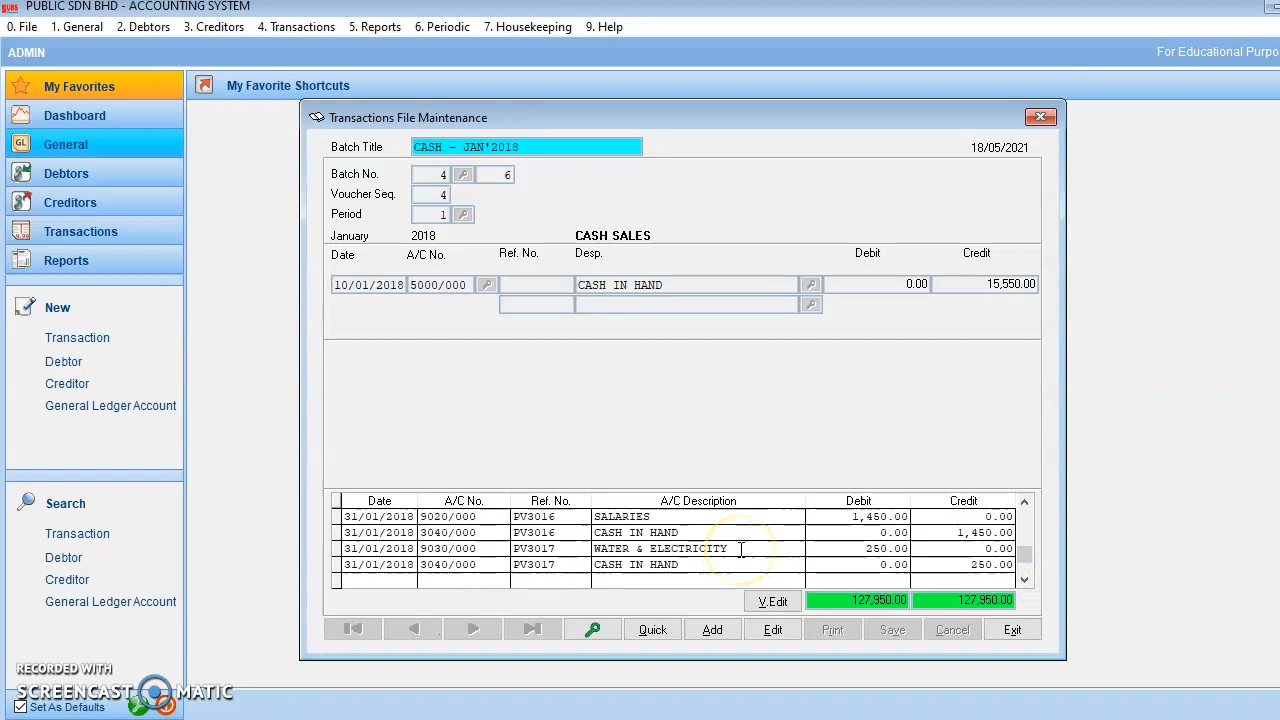 UBS PUBLIC SDN BHD - ACCOUNTING SYSTEM
0. File 1. General 2. Debtors 3. Creditors 4. Transactions 5. Reports 6. Periodic 7. Housekeeping 9. Help
ADMIN For Educational Purpo
My Favorites
Dashboard
GL General
Debtors
Creditors
Transactions
Reports
New
Transaction
Debtor
Creditor
General Ledger Account
Search
Transaction
Debtor
Creditor
General Ledger Account
RECORDED WITH
SCREENCAST MATIC
Set As Defaults
My Favorite Shortcuts
Transactions File Maintenance
Batch Title CASH - JAN'2018 18/05/2021
Batch No. 4 6
Voucher Seq. 4
Period 1
January 2018 CASH SALES
Date A/C No. Ref. No. Desp. Debit Credit
10/01/2018 5000/000 CASH IN HAND 0.00 15,550.00
Date A/C No. Ref. No. A/C Description Debit Credit
31/01/2018 9020/000 PV3016 SALARIES 1,450.00 0.00
31/01/2018 3040/000 PV3016 CASH IN HAND 0.00 1,450.00
31/01/2018 9030/000 PV3017 WATER & ELECTRICITY 250.00 0.00
31/01/2018 3040/000 PV3017 CASH IN HAND 0.00 250.00
V.Edit 127,950.00 127,950.00
Quick Add Edit Print Save Cancel Exit